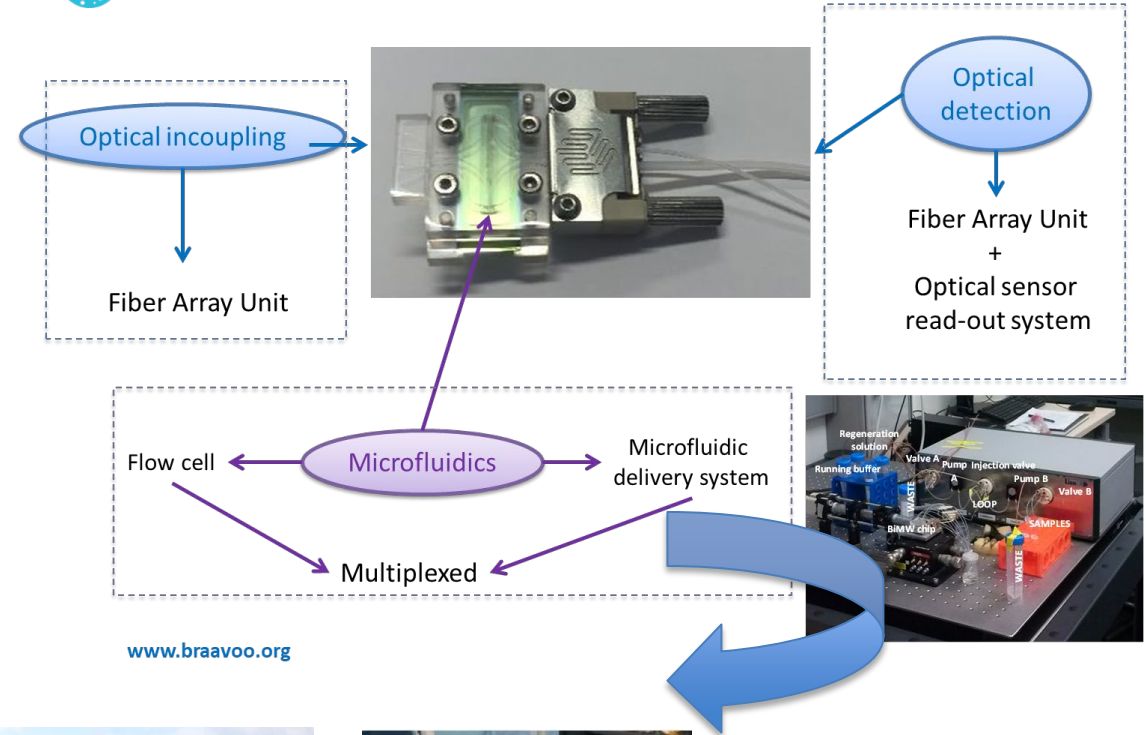 Optical incoupling
Fiber Array Unit
Optical
detection
Fiber Array Unit
+
Optical sensor
read-out system
Flow cell
Microfluidics
Microfluidic
delivery system
Multiplexed
Regeneration
solution
Running buffer
Valve A
Pump
A
Injection valve
Pump B
Valve B
WASTE
LOOP
BiMW chip
SAMPLES
WASTE
www.braavoo.org